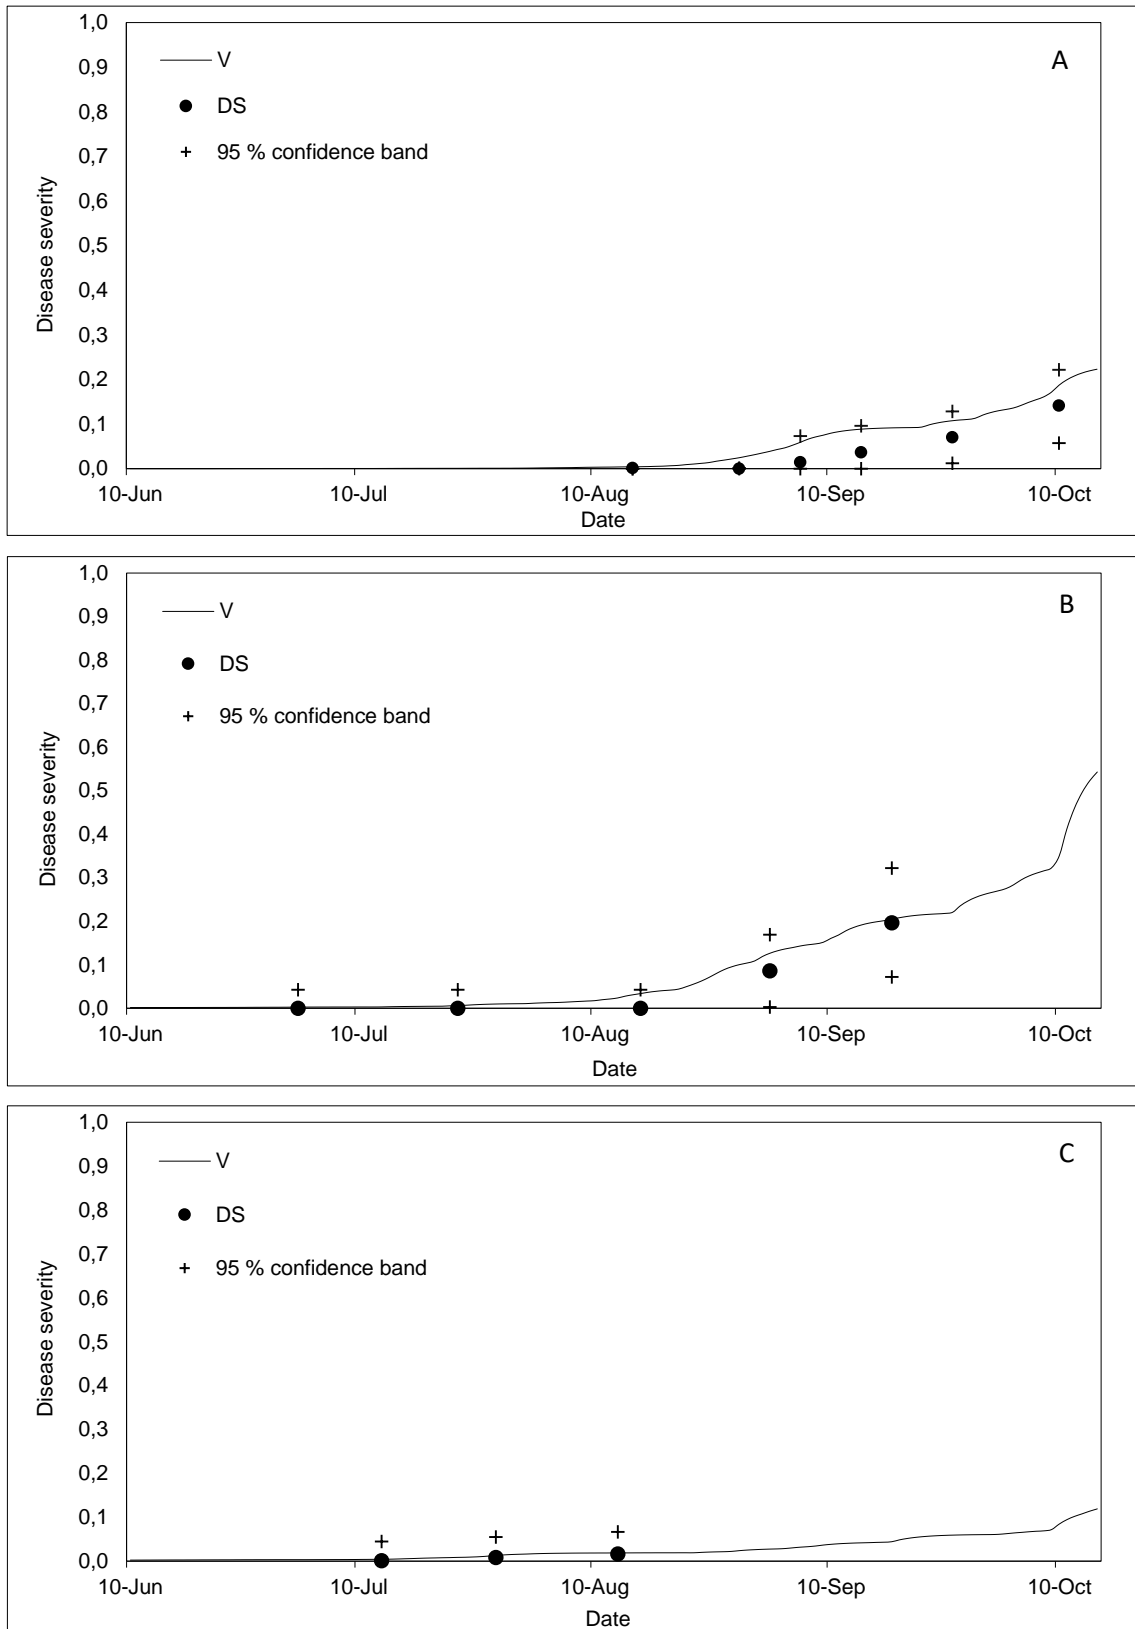 A
1,0
0,9
0,8
0,7
0,6
0,5
0,4
0,3
0,2
0,1
0,0
Disease severity
V
DS
95 % confidence band
10-Jun 10-Jul 10-Aug 10-Sep 10-Oct
Date
B
1,0
0,9
0,8
0,7
0,6
0,5
0,4
0,3
0,2
0,1
0,0
Disease severity
V
DS
95 % confidence band
10-Jun 10-Jul 10-Aug 10-Sep 10-Oct
Date
C
1,0
0,9
0,8
0,7
0,6
0,5
0,4
0,3
0,2
0,1
0,0
Disease severity
V
DS
95 % confidence band
10-Jun 10-Jul 10-Aug 10-Sep 10-Oct
Date